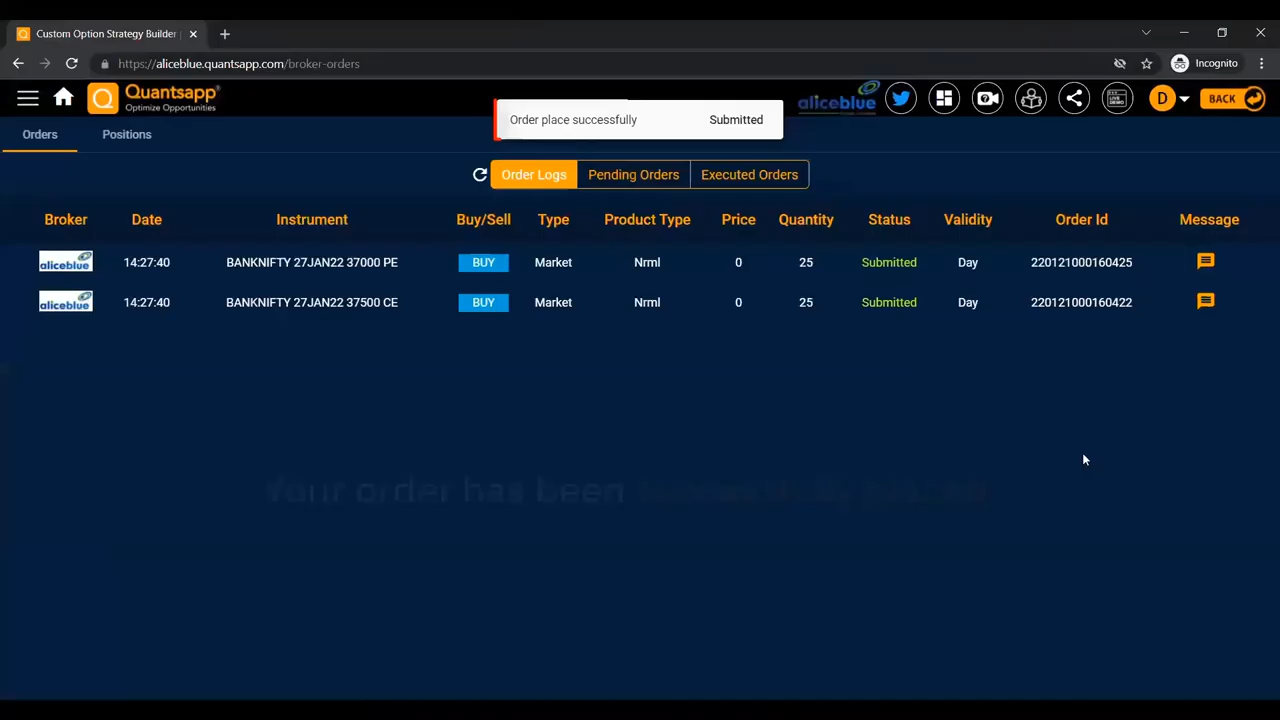 Custom Option Strategy Builder
https://aliceblue.quantsapp.com/broker-orders
Incognito
Quantsapp
Optimize Opportunities
aliceblue
LIVE DEMO
D
BACK
Order place successfully Submitted
Orders Positions
Order Logs Pending Orders Executed Orders
Broker Date Instrument Buy/Sell Type Product Type Price Quantity Status Validity Order Id Message
aliceblue 14:27:40 BANKNIFTY 27JAN22 37000 PE BUY Market Nrml 0 25 Submitted Day 220121000160425
aliceblue 14:27:40 BANKNIFTY 27JAN22 37500 CE BUY Market Nrml 0 25 Submitted Day 220121000160422
Your order has been successfully placed